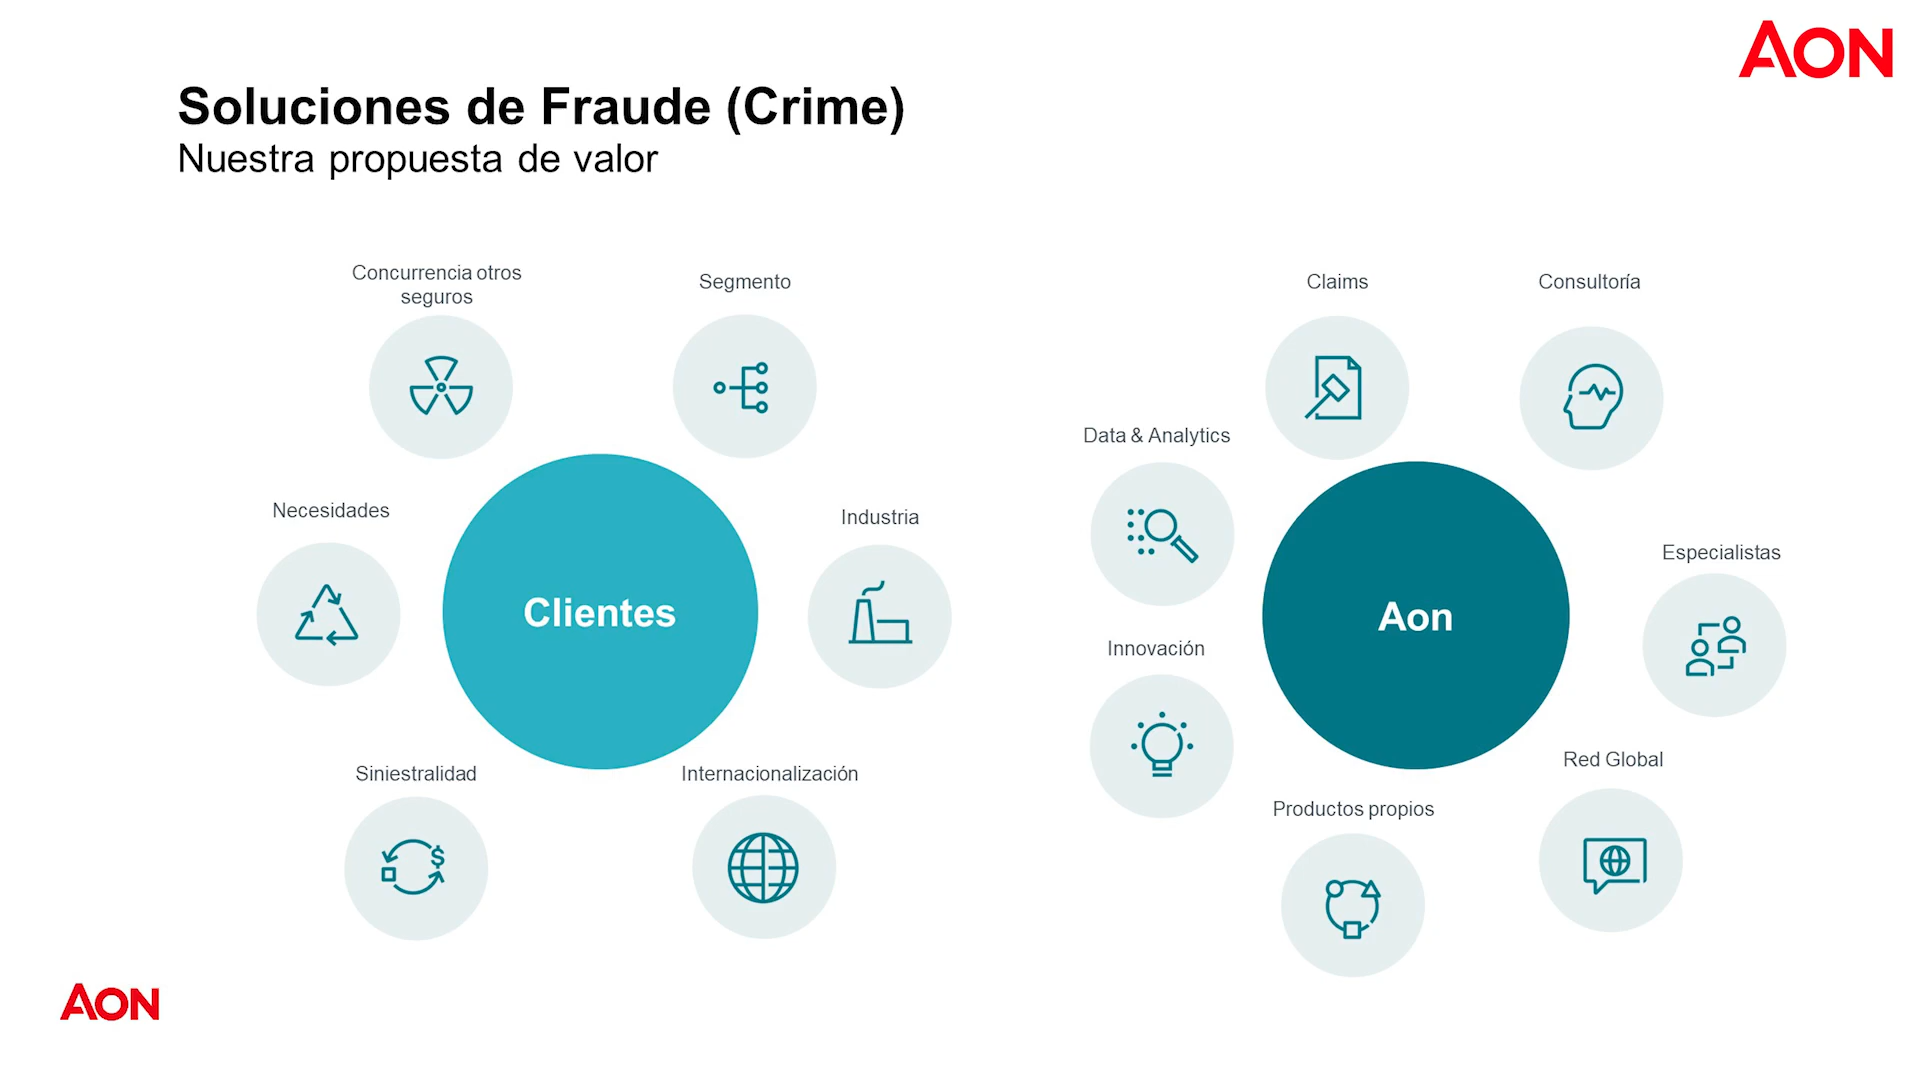 AON
Soluciones de Fraude (Crime)
Nuestra propuesta de valor
Concurrencia otros
seguros
Segmento
Necesidades
Clientes
Industria
Siniestralidad
$
Internacionalización
Claims
Consultoría
Data & Analytics
Aon
Especialistas
Innovación
Red Global
Productos propios
AON